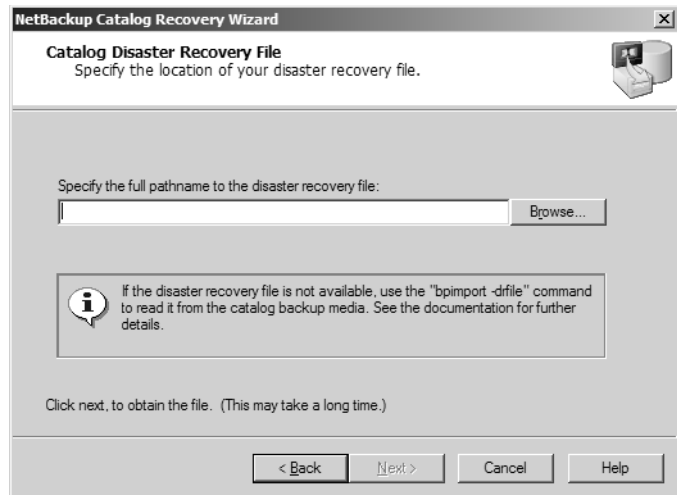 NetBackup Catalog Recovery Wizard
Catalog Disaster Recovery File
Specify the location of your disaster recovery file.
Specify the full pathname to the disaster recovery file:
Browse...
If the disaster recovery file is not available, use the "bpimport -drfile" command
to read it from the catalog backup media. See the documentation for further
details.
Click next, to obtain the file. (This may take a long time.)
< Back Next > Cancel Help